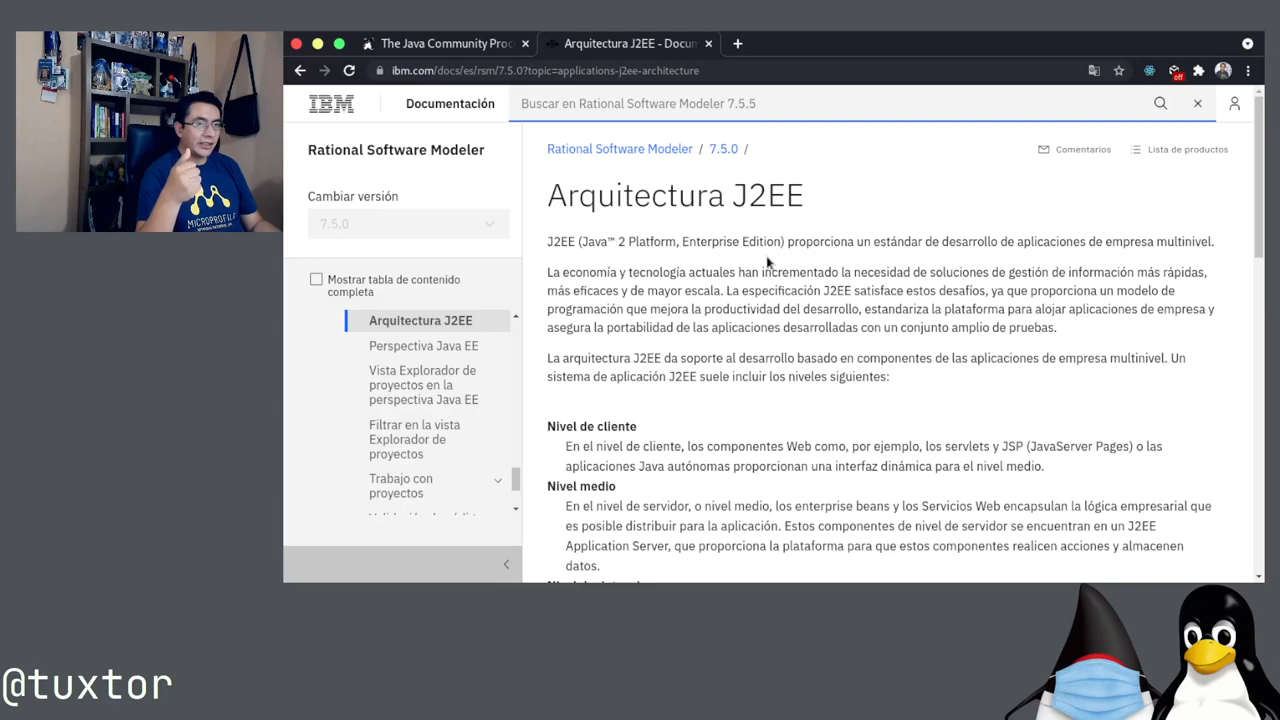 The Java Community Proc
Arquitectura J2EE - Docum
ibm.com/docs/es/rsm/7.5.0?topic=applications-j2ee-architecture
off
IBM
Documentación
Buscar en Rational Software Modeler 7.5.5
Rational Software Modeler
Cambiar versión
7.5.0
Mostrar tabla de contenido
completa
Arquitectura J2EE
Perspectiva Java EE
Vista Explorador de
proyectos en la
perspectiva Java EE
Filtrar en la vista
Explorador de
proyectos
Trabajo con
proyectos
Rational Software Modeler / 7.5.0 /
Comentarios
Lista de productos
Arquitectura J2EE
J2EE (Java™ 2 Platform, Enterprise Edition) proporciona un estándar de desarrollo de aplicaciones de empresa multinivel.
La economía y tecnología actuales han incrementado la necesidad de soluciones de gestión de información más rápidas,
más eficaces y de mayor escala. La especificación J2EE satisface estos desafíos, ya que proporciona un modelo de
programación que mejora la productividad del desarrollo, estandariza la plataforma para alojar aplicaciones de empresa y
asegura la portabilidad de las aplicaciones desarrolladas con un conjunto amplio de pruebas.
La arquitectura J2EE da soporte al desarrollo basado en componentes de las aplicaciones de empresa multinivel. Un
sistema de aplicación J2EE suele incluir los niveles siguientes:
Nivel de cliente
En el nivel de cliente, los componentes Web como, por ejemplo, los servlets y JSP (JavaServer Pages) o las
aplicaciones Java autónomas proporcionan una interfaz dinámica para el nivel medio.
Nivel medio
En el nivel de servidor, o nivel medio, los enterprise beans y los Servicios Web encapsulan la lógica empresarial que
es posible distribuir para la aplicación. Estos componentes de nivel de servidor se encuentran en un J2EE
Application Server, que proporciona la plataforma para que estos componentes realicen acciones y almacenen
datos.
MICROPROFILE
@tuxtor